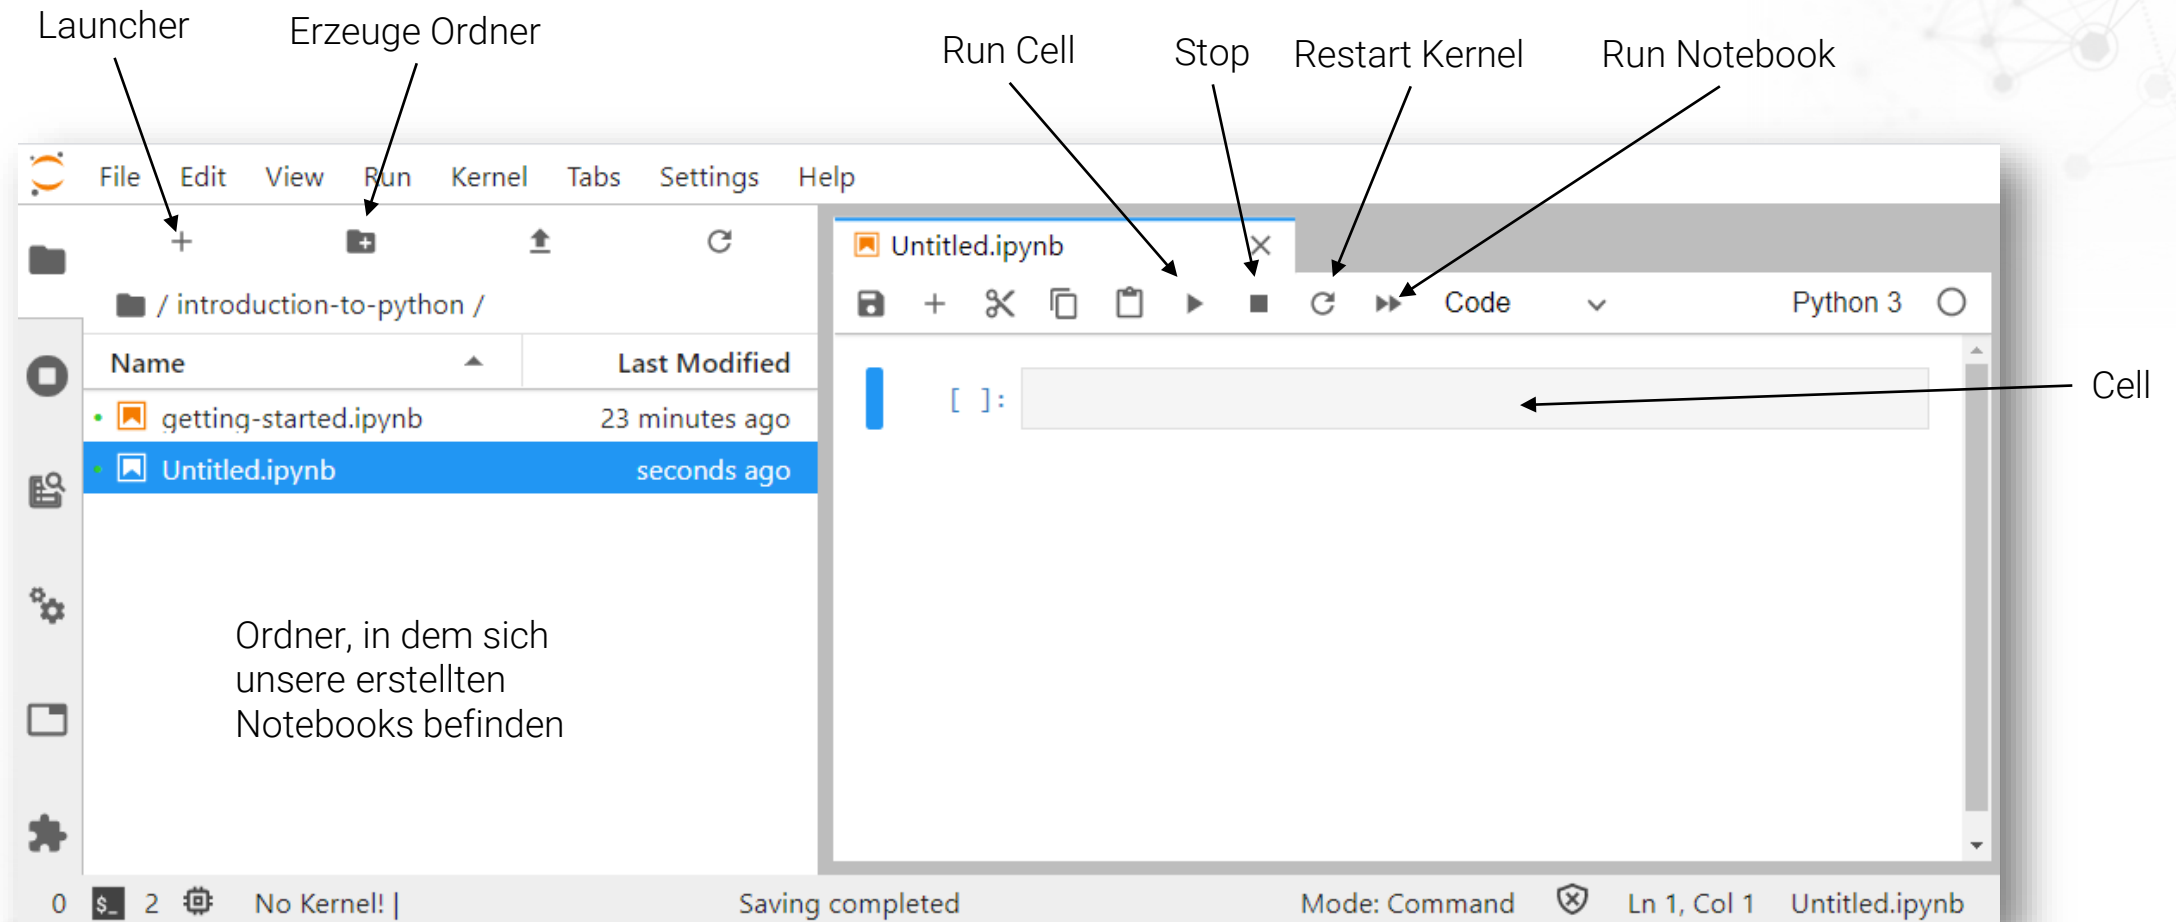 Launcher
Erzeuge Ordner
Run Cell
Stop
Restart Kernel
Run Notebook
File Edit View Run Kernel Tabs Settings Help
Untitled.ipynb
/ introduction-to-python /
Code
Python 3
Name
Last Modified
Cell
[ ]:
getting-started.ipynb
23 minutes ago
Untitled.ipynb
seconds ago
Ordner, in dem sich
unsere erstellten
Notebooks befinden
0 $_ 2 No Kernel! | Saving completed Mode: Command Ln 1, Col 1 Untitled.ipynb